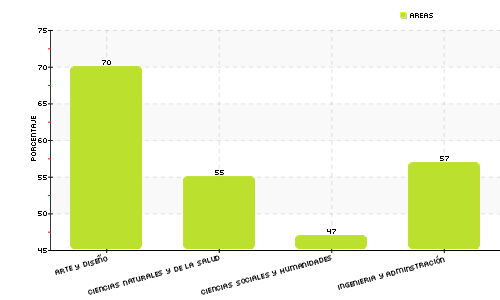 AREAS
75
70
65
60
55
50
45
PORCENTAJE
70
55
47
57
ARTE Y DISEÑO
CIENCIAS NATURALES Y DE LA SALUD
CIENCIAS SOCIALES Y HUMANIDADES
INGENIERIA Y ADMINSTRACIÓN